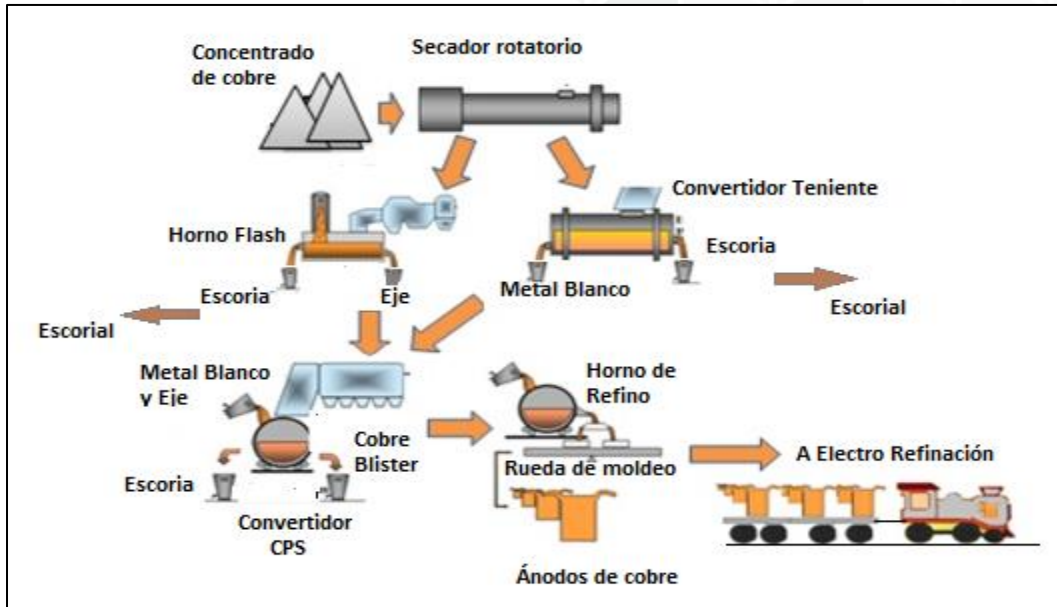 Concentrado
de cobre
Secador rotatorio
Convertidor Teniente
Horno Flash
Escoria
Escoria
Eje
Metal Blanco
Escorial
Escorial
Metal Blanco
y Eje
Horno de
Refino
Cobre
Blister
Rueda de moldeo
A Electro Refinación
Escoria
Convertidor
CPS
Ánodos de cobre